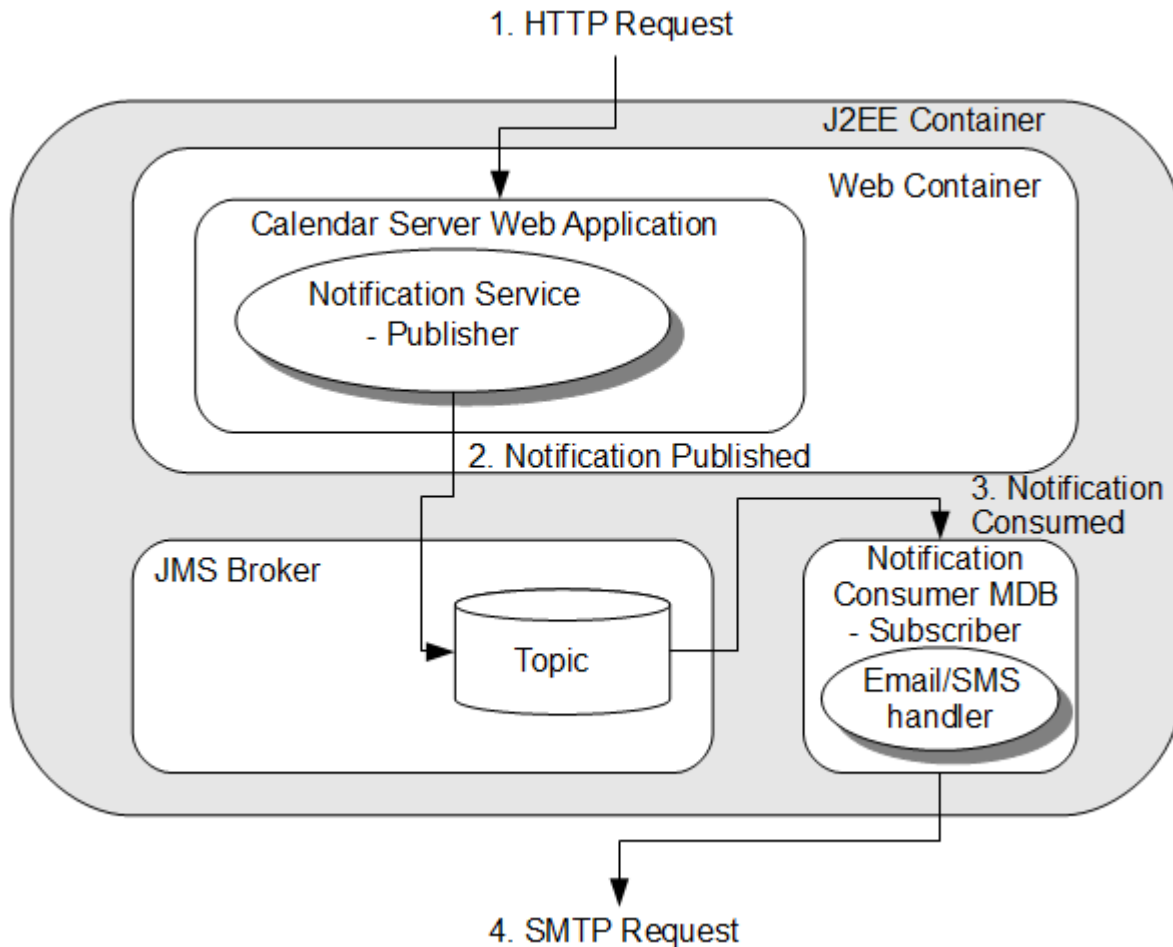 1. HTTP Request
J2EE Container
Web Container
Calendar Server Web Application
Notification Service
- Publisher
2. Notification Published
3. Notification
Consumed
JMS Broker
Topic
Notification
Consumer MDB
- Subscriber
Email/SMS
handler
4. SMTP Request